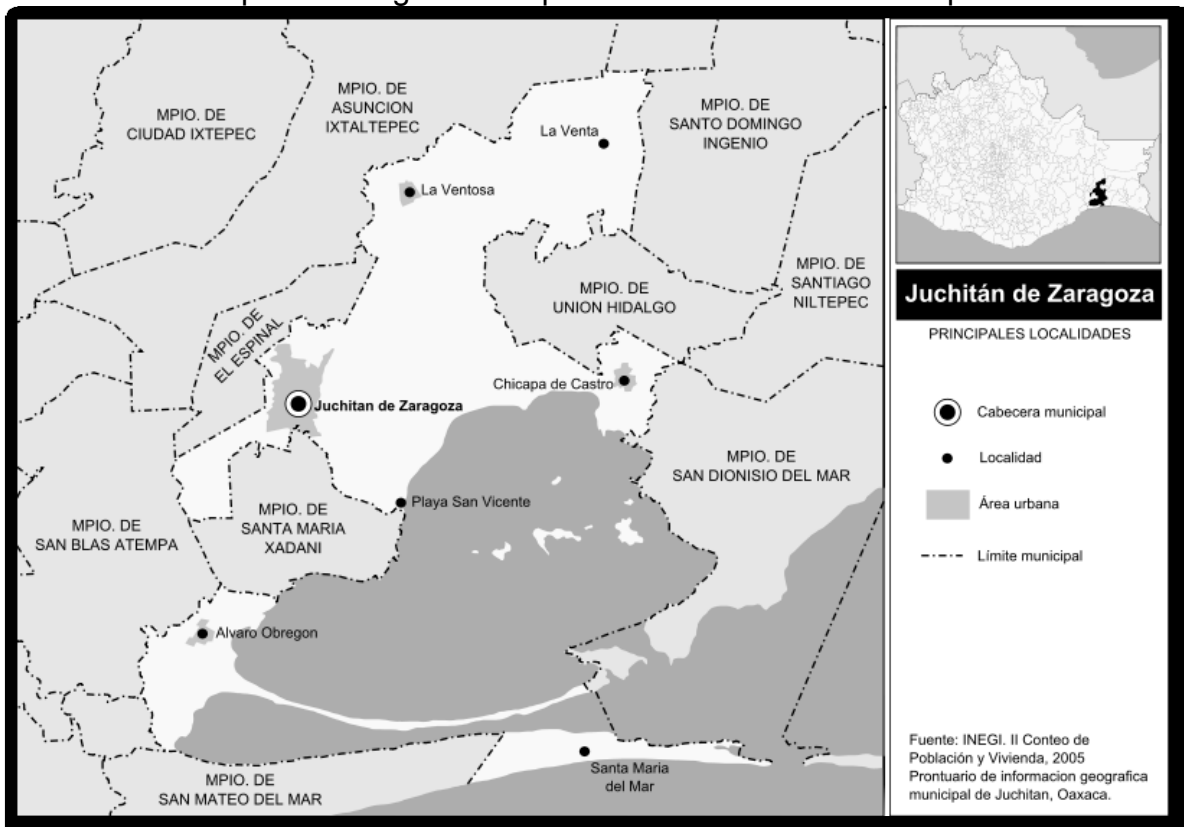 MPIO. DE
CIUDAD IXTEPEC
MPIO. DE
ASUNCION
IXTALTEPEC
MPIO. DE
SANTO DOMINGO
INGENIO
La Venta
La Ventosa
MPIO. DE
SANTIAGO
NILTEPEC
MPIO. DE
UNION HIDALGO
MPIO. DE
EL ESPINAL
Chicapa de Castro
Juchitan de Zaragoza
MPIO. DE
SAN DIONISIO DEL MAR
Playa San Vicente
MPIO. DE
SANTA MARIA
XADANI
MPIO. DE
SAN BLAS ATEMPA
Alvaro Obregon
Santa Maria
del Mar
MPIO. DE
SAN MATEO DEL MAR
Juchitán de Zaragoza
PRINCIPALES LOCALIDADES
Cabecera municipal
Localidad
Área urbana
Límite municipal
Fuente: INEGI. II Conteo de
Población y Vivienda, 2005
Prontuario de informacion geografica
municipal de Juchitan, Oaxaca.